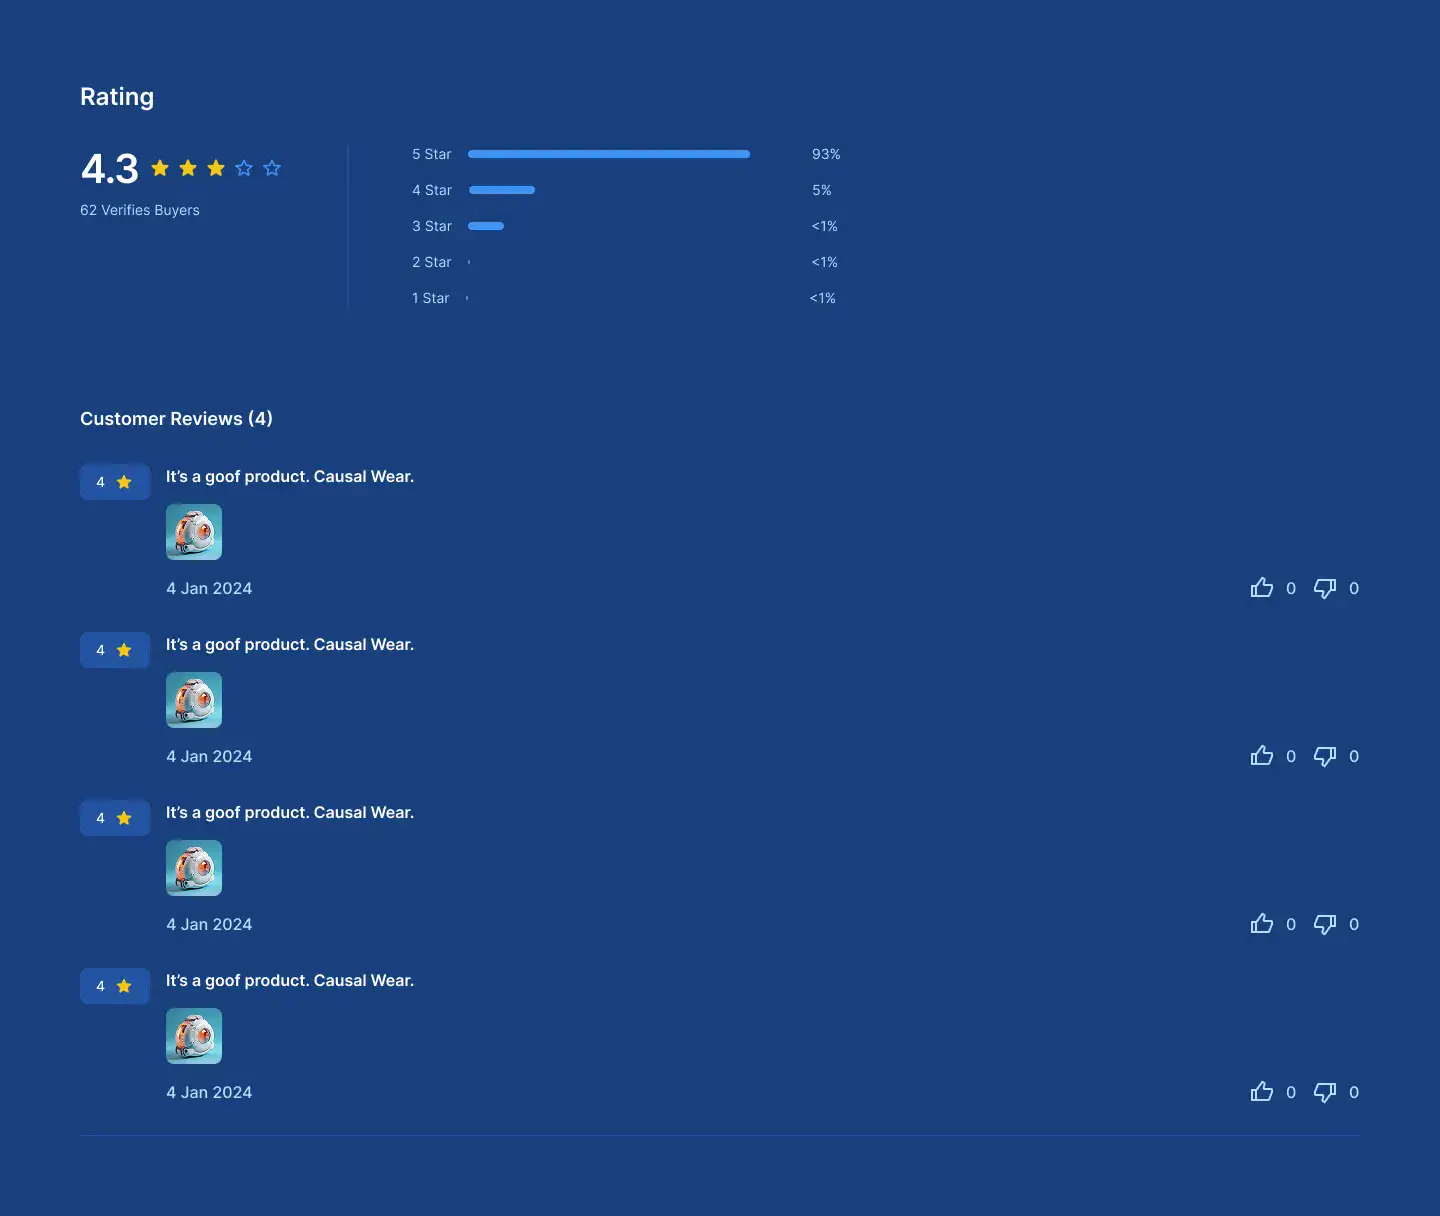 Rating
4.3
62 Verifies Buyers
5 Star 93%
4 Star 5%
3 Star <1%
2 Star <1%
1 Star <1%
Customer Reviews (4)
4 It’s a goof product. Causal Wear.
4 Jan 2024 0 0
4 It’s a goof product. Causal Wear.
4 Jan 2024 0 0
4 It’s a goof product. Causal Wear.
4 Jan 2024 0 0
4 It’s a goof product. Causal Wear.
4 Jan 2024 0 0